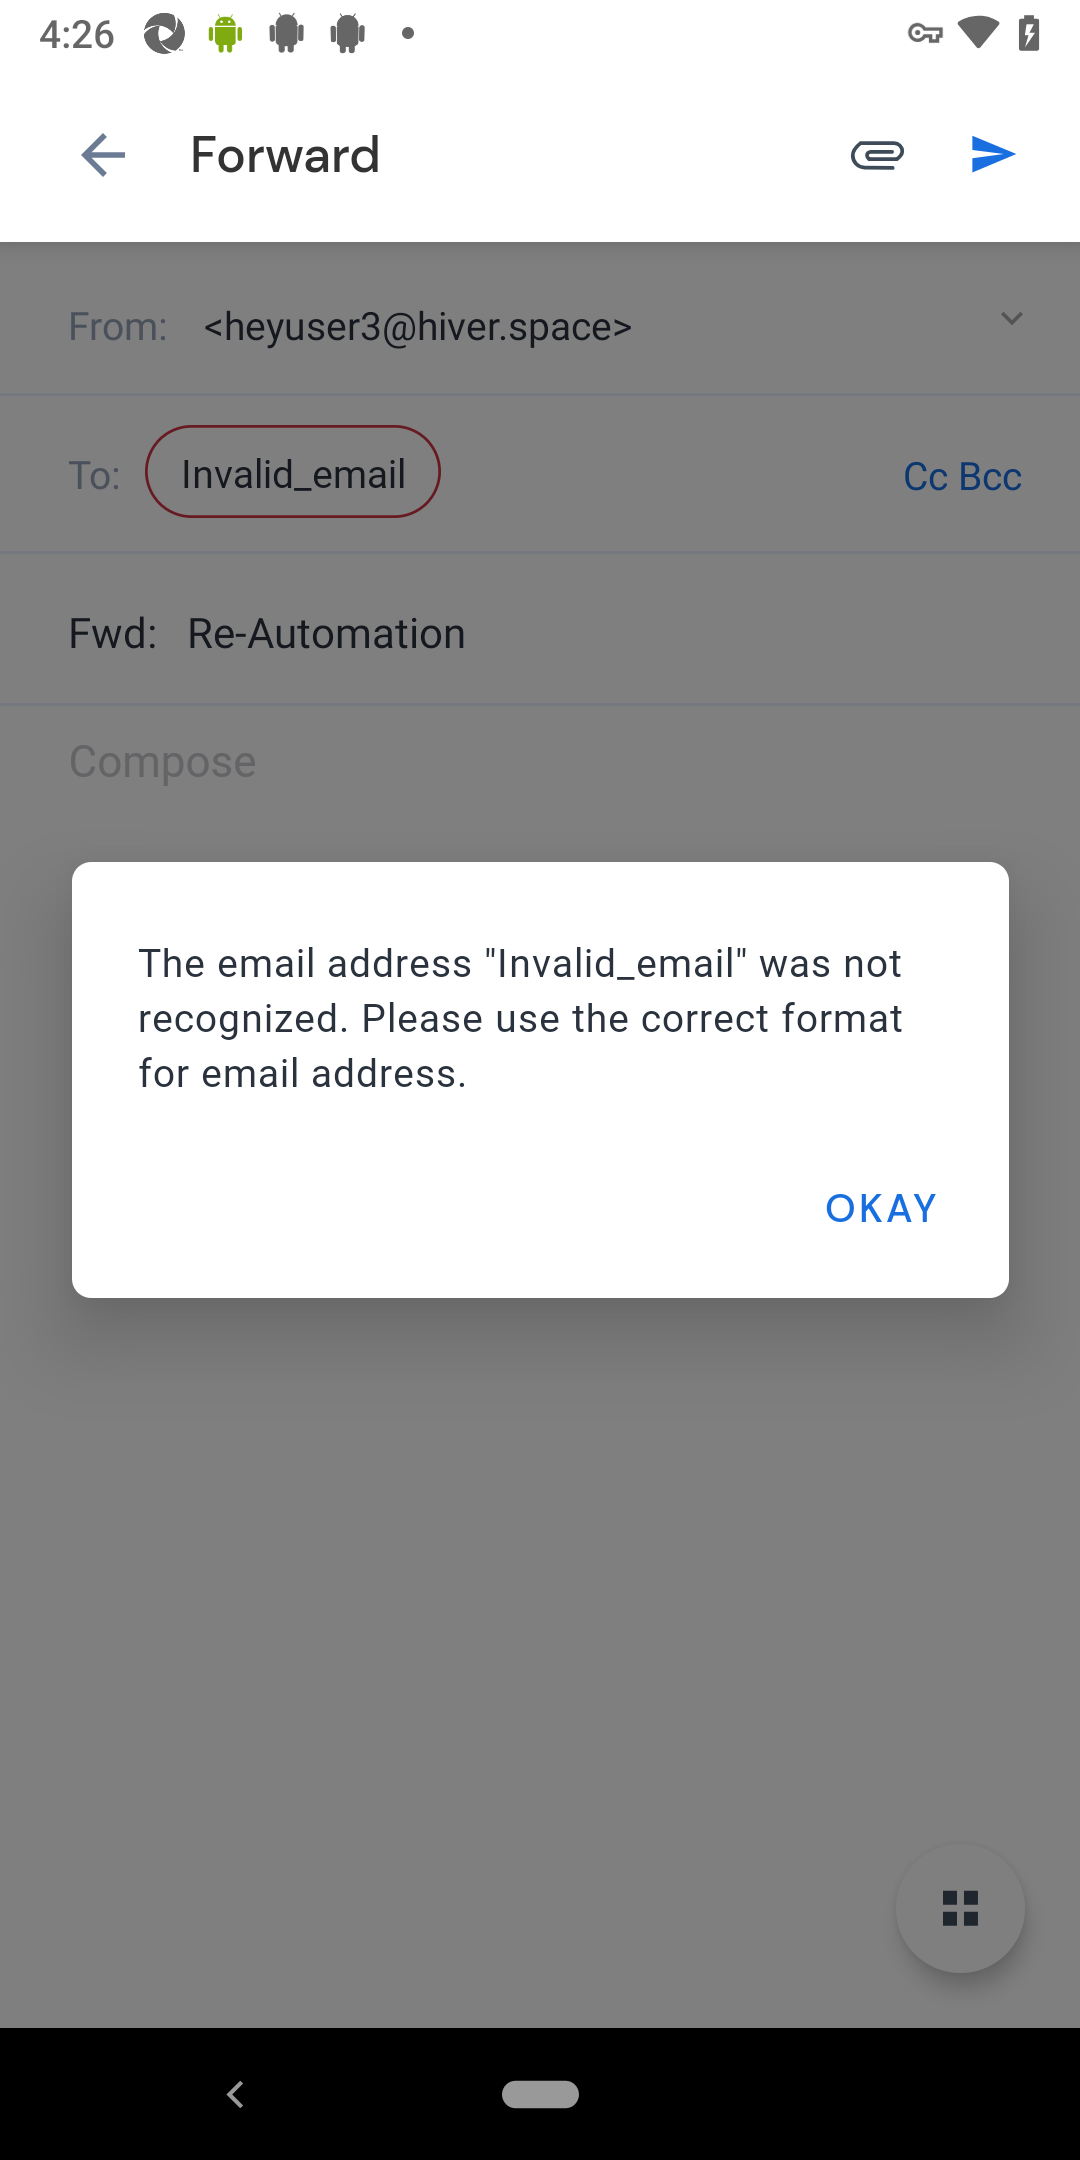 4:26
Forward
From: <heyuser3@hiver.space>
To: Invalid_email Cc Bcc
Fwd: Re-Automation
Compose
The email address "Invalid_email" was not
recognized. Please use the correct format
for email address.
OKAY